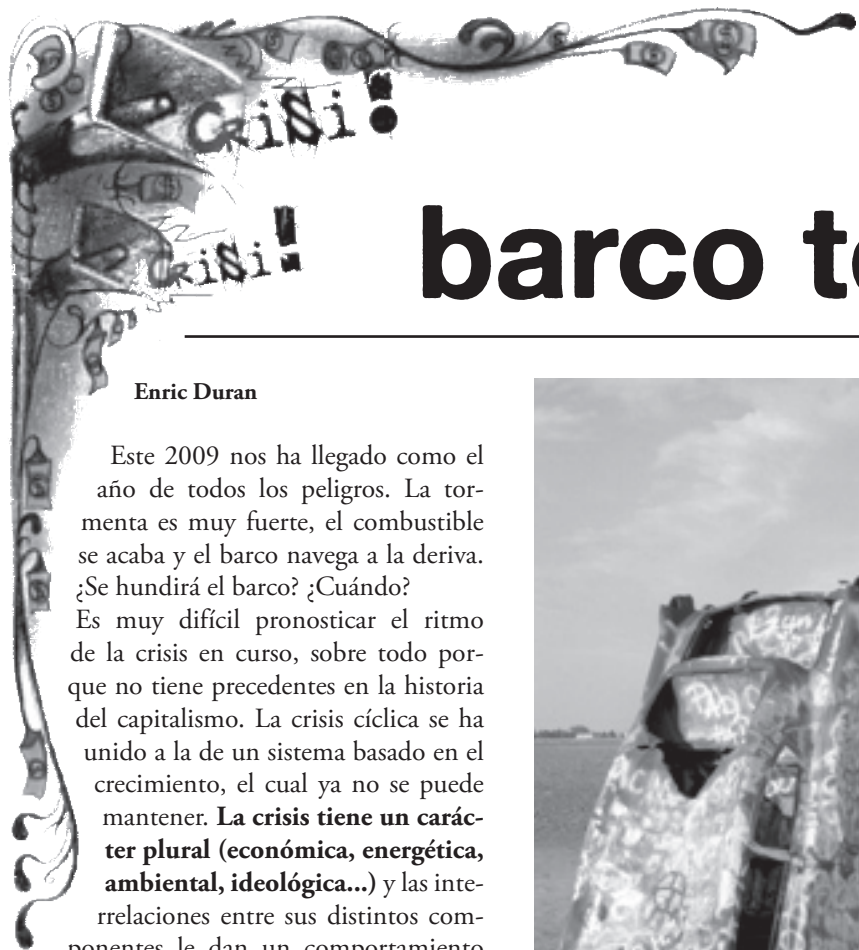 CRiSi!
CRiSi!
barco
Enric Duran
Este 2009 nos ha llegado como el
año de todos los peligros. La tor-
menta es muy fuerte, el combustible
se acaba y el barco navega a la deriva.
¿Se hundirá el barco? ¿Cuándo?
Es muy difícil pronosticar el ritmo
de la crisis en curso, sobre todo por-
que no tiene precedentes en la historia
del capitalismo. La crisis cíclica se ha
unido a la de un sistema basado en el
crecimiento, el cual ya no se puede
mantener. La crisis tiene un carác-
ter plural (económica, energética,
ambiental, ideológica...) y las inte-
rrelaciones entre sus distintos com-
ponentes le dan un comportamiento